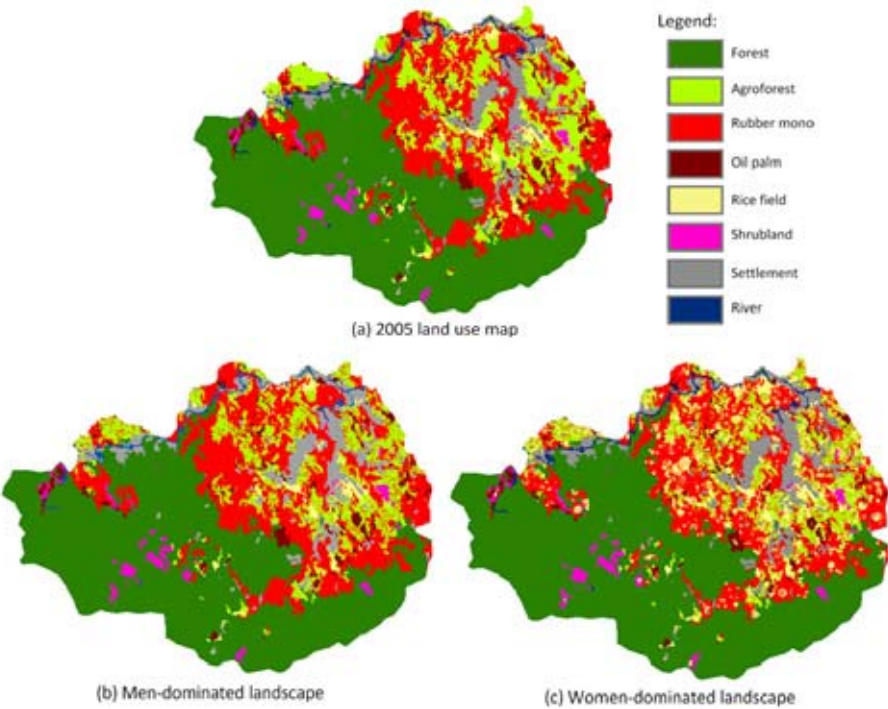 Legend:
Forest
Agroforest
Rubber mono
Oil palm
Rice field
Shrubland
Settlement
River
(a) 2005 land use map
(b) Men-dominated landscape
(c) Women-dominated landscape